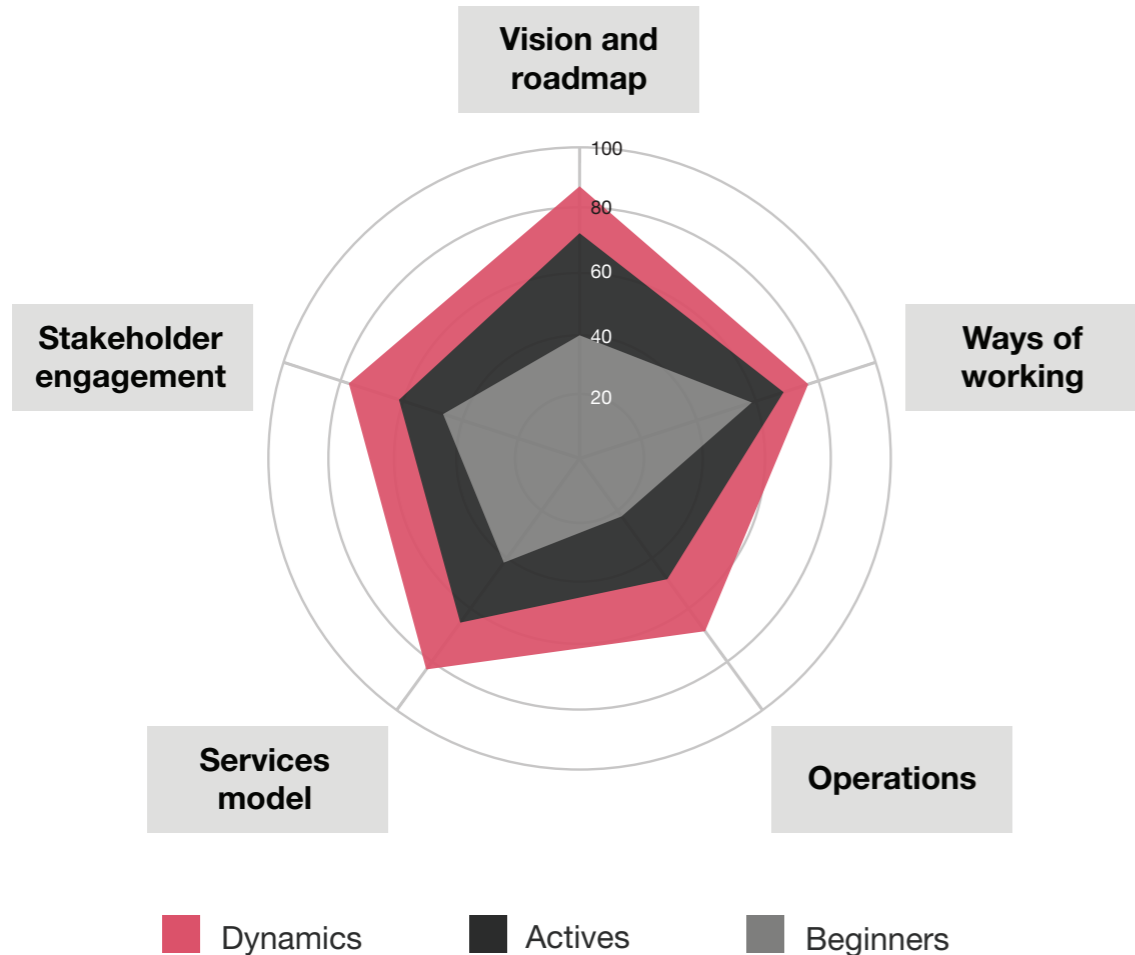 Vision and
roadmap
100
80
60
40
20
Stakeholder
engagement
Ways of
working
Services
model
Operations
Dynamics
Actives
Beginners